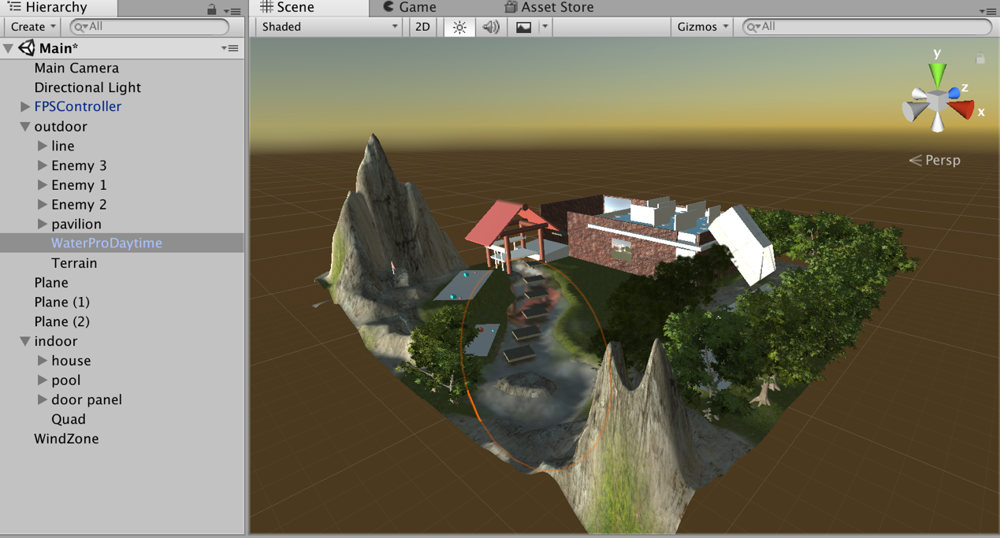 Hierarchy
Scene
Game
Asset Store
Create
All
Shaded
2D
Gizmos
All
Main*
Main Camera
Directional Light
FPSController
outdoor
line
Enemy 3
Enemy 1
Enemy 2
pavilion
WaterProDaytime
Terrain
Plane
Plane (1)
Plane (2)
indoor
house
pool
door panel
Quad
WindZone
y
z
x
Persp